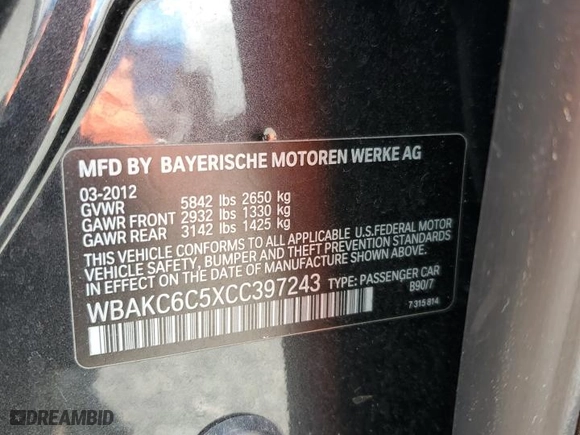 MFD BY BAYERISCHE MOTOREN WERKE AG
03-2012
GVWR 5842 lbs 2650 kg
GAWR FRONT 2932 lbs 1330 kg
GAWR REAR 3142 lbs 1425 kg
THIS VEHICLE CONFORMS TO ALL APPLICABLE U.S.FEDERAL MOTOR
VEHICLE SAFETY, BUMPER AND THEFT PREVENTION STANDARDS
IN EFFECT ON THE DATE OF MANUFACTURE SHOWN ABOVE.
WBAKC6C5XCC397243 TYPE: PASSENGER CAR
B90/7
7 315 814
DREAMBID